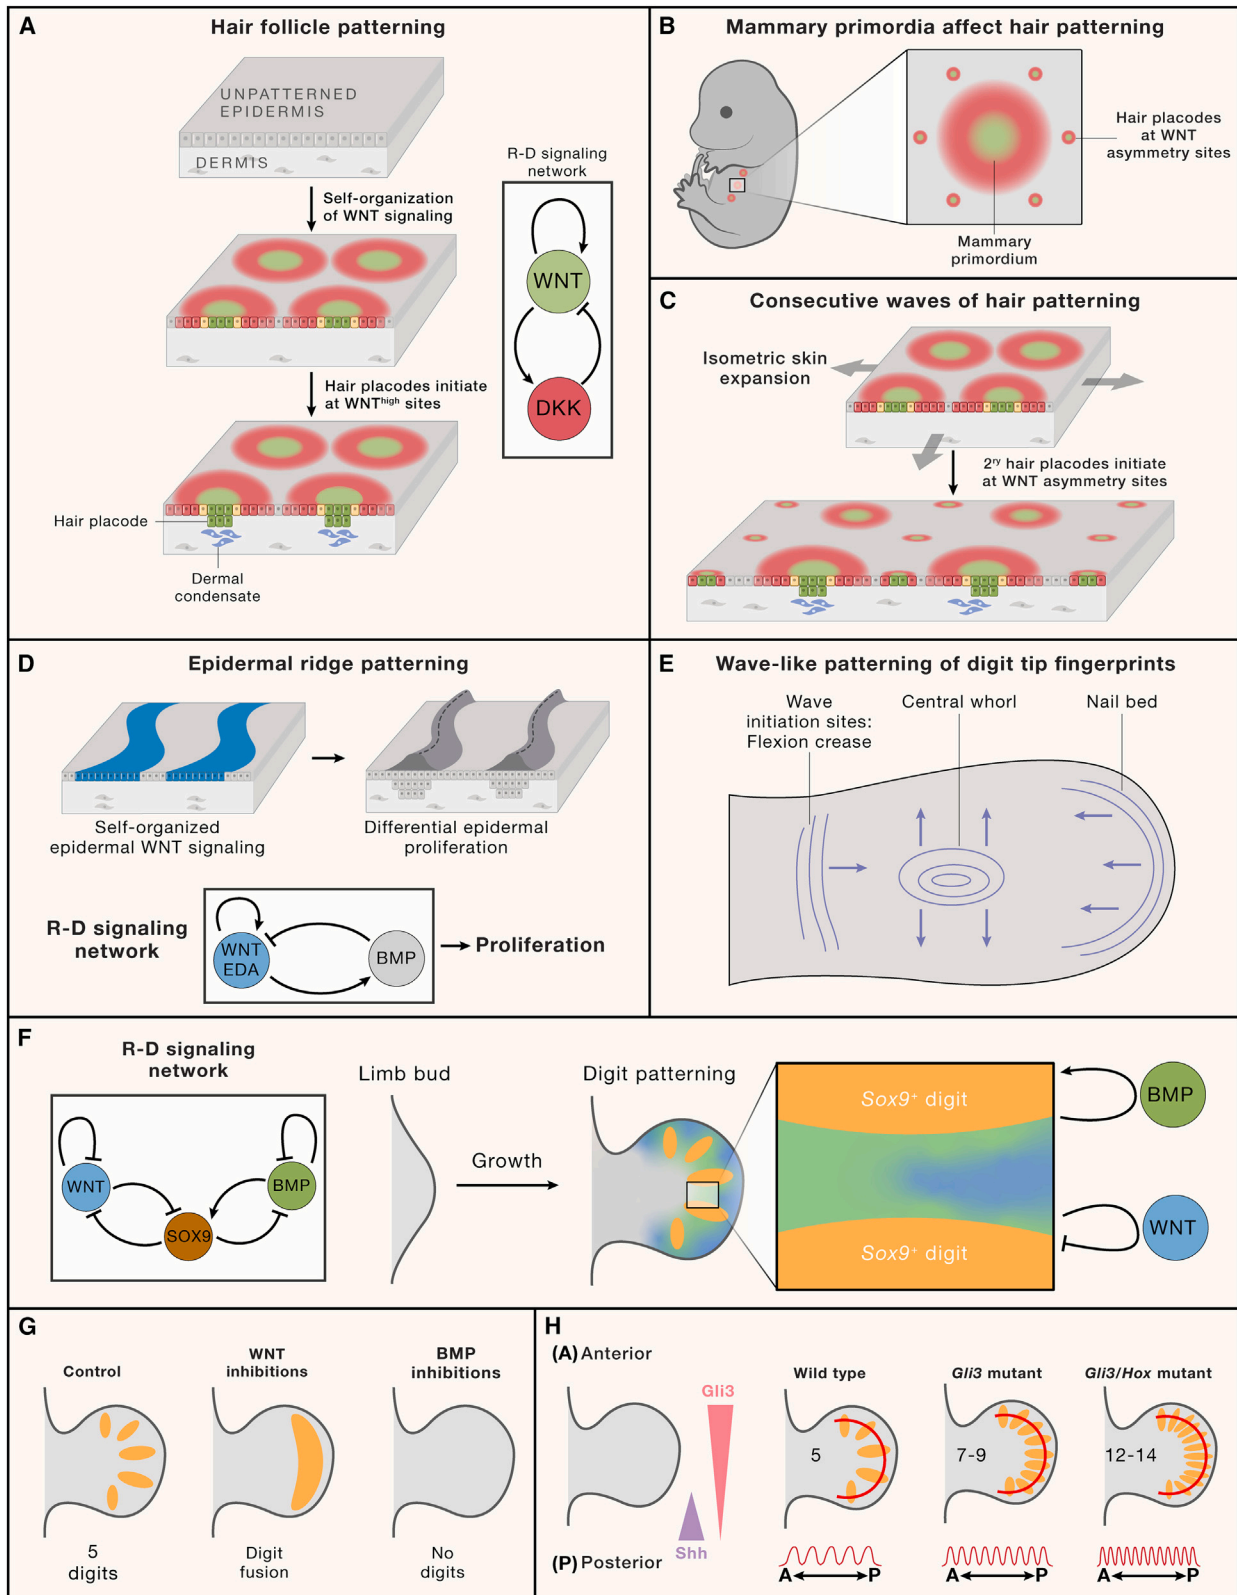 A
Hair follicle patterning
UNPATTERNED
EPIDERMIS
DERMIS
Self-organization
of WNT signaling
Hair placodes initiate
at WNTʰⁱᵍʰ sites
Hair placode
Dermal
condensate
R-D signaling
network
WNT
DKK
B
Mammary primordia affect hair patterning
Hair placodes
at WNT
asymmetry sites
Mammary
primordium
C
Consecutive waves of hair patterning
Isometric skin
expansion
2ʳʸ hair placodes initiate
at WNT asymmetry sites
D
Epidermal ridge patterning
Self-organized
epidermal WNT signaling
Differential epidermal
proliferation
R-D signaling
network
WNT
EDA
BMP
Proliferation
E
Wave-like patterning of digit tip fingerprints
Wave
initiation sites:
Flexion crease
Central whorl
Nail bed
F
R-D signaling
network
WNT
BMP
SOX9
Limb bud
Growth
Digit patterning
Sox9⁺ digit
Sox9⁺ digit
BMP
WNT
G
Control
5
digits
WNT
inhibitions
Digit
fusion
BMP
inhibitions
No
digits
H
(A) Anterior
(P) Posterior
Gli3
Shh
Wild type
5
A P
Gli3 mutant
7-9
A P
Gli3/Hox mutant
12-14
A P